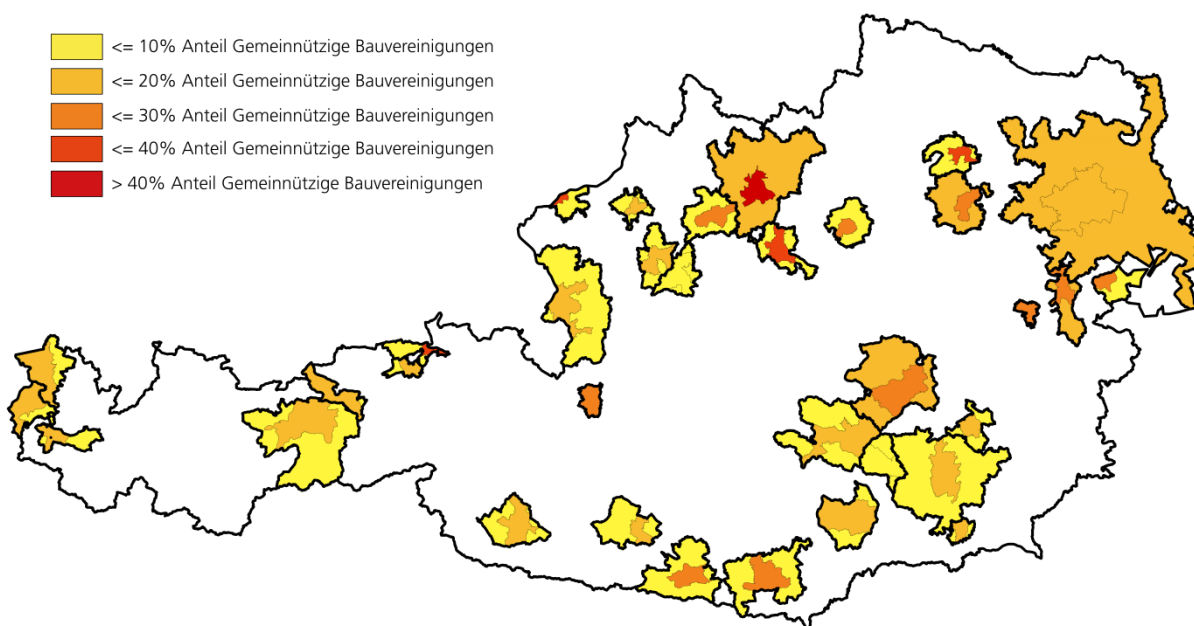 <= 10% Anteil Gemeinnützige Bauvereinigungen
<= 20% Anteil Gemeinnützige Bauvereinigungen
<= 30% Anteil Gemeinnützige Bauvereinigungen
<= 40% Anteil Gemeinnützige Bauvereinigungen
> 40% Anteil Gemeinnützige Bauvereinigungen